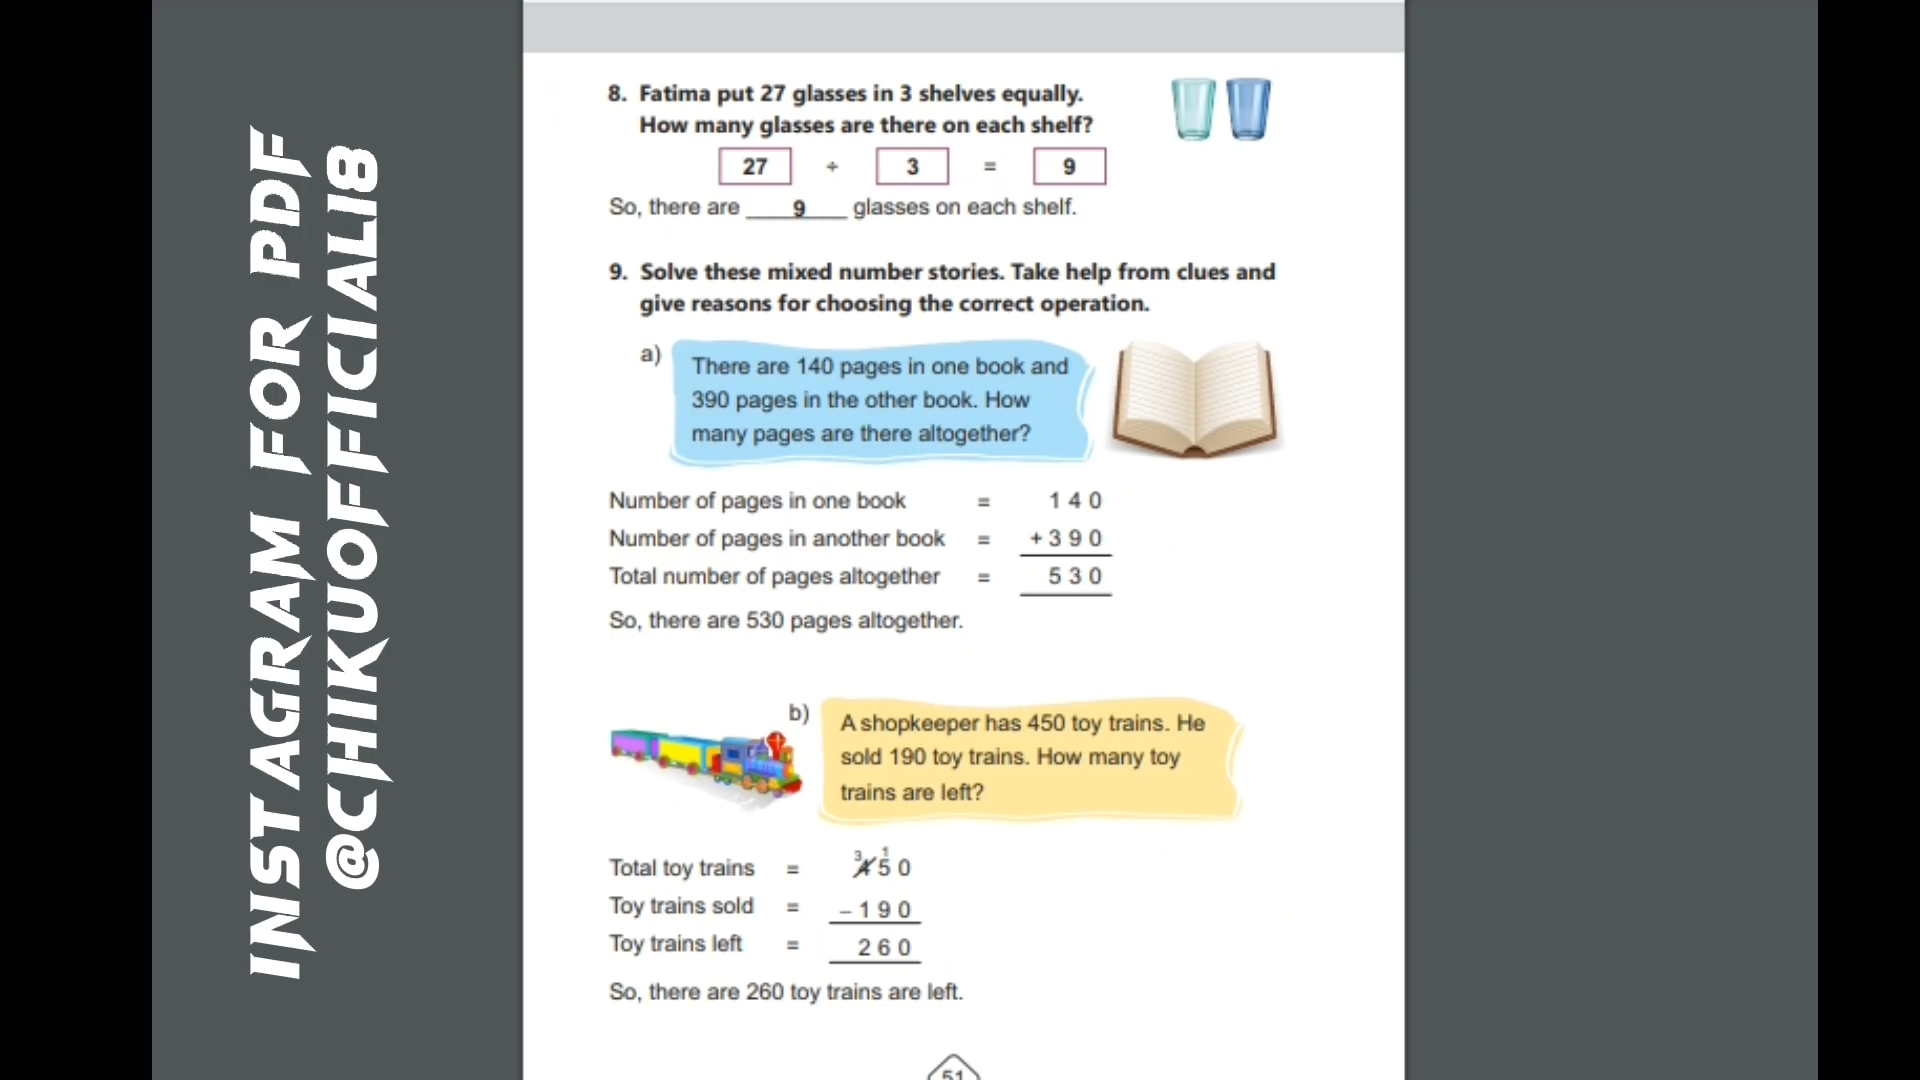 INSTAGRAM FOR PDF
@CHIKUOFFICIAL18
8. Fatima put 27 glasses in 3 shelves equally.
How many glasses are there on each shelf?
27 ÷ 3 = 9
So, there are 9 glasses on each shelf.
9. Solve these mixed number stories. Take help from clues and
give reasons for choosing the correct operation.
a) There are 140 pages in one book and
390 pages in the other book. How
many pages are there altogether?
Number of pages in one book = 1 4 0
Number of pages in another book = + 3 9 0
Total number of pages altogether = 5 3 0
So, there are 530 pages altogether.
b) A shopkeeper has 450 toy trains. He
sold 190 toy trains. How many toy
trains are left?
3 1
Total toy trains = 4 5 0
Toy trains sold = – 1 9 0
Toy trains left = 2 6 0
So, there are 260 toy trains are left.
51